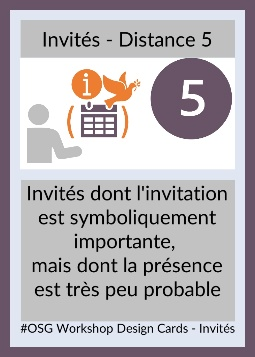 Invités - Distance 5
i
5
Invités dont l'invitation
est symboliquement
importante,
mais dont la présence
est très peu probable
#OSG Workshop Design Cards - Invités